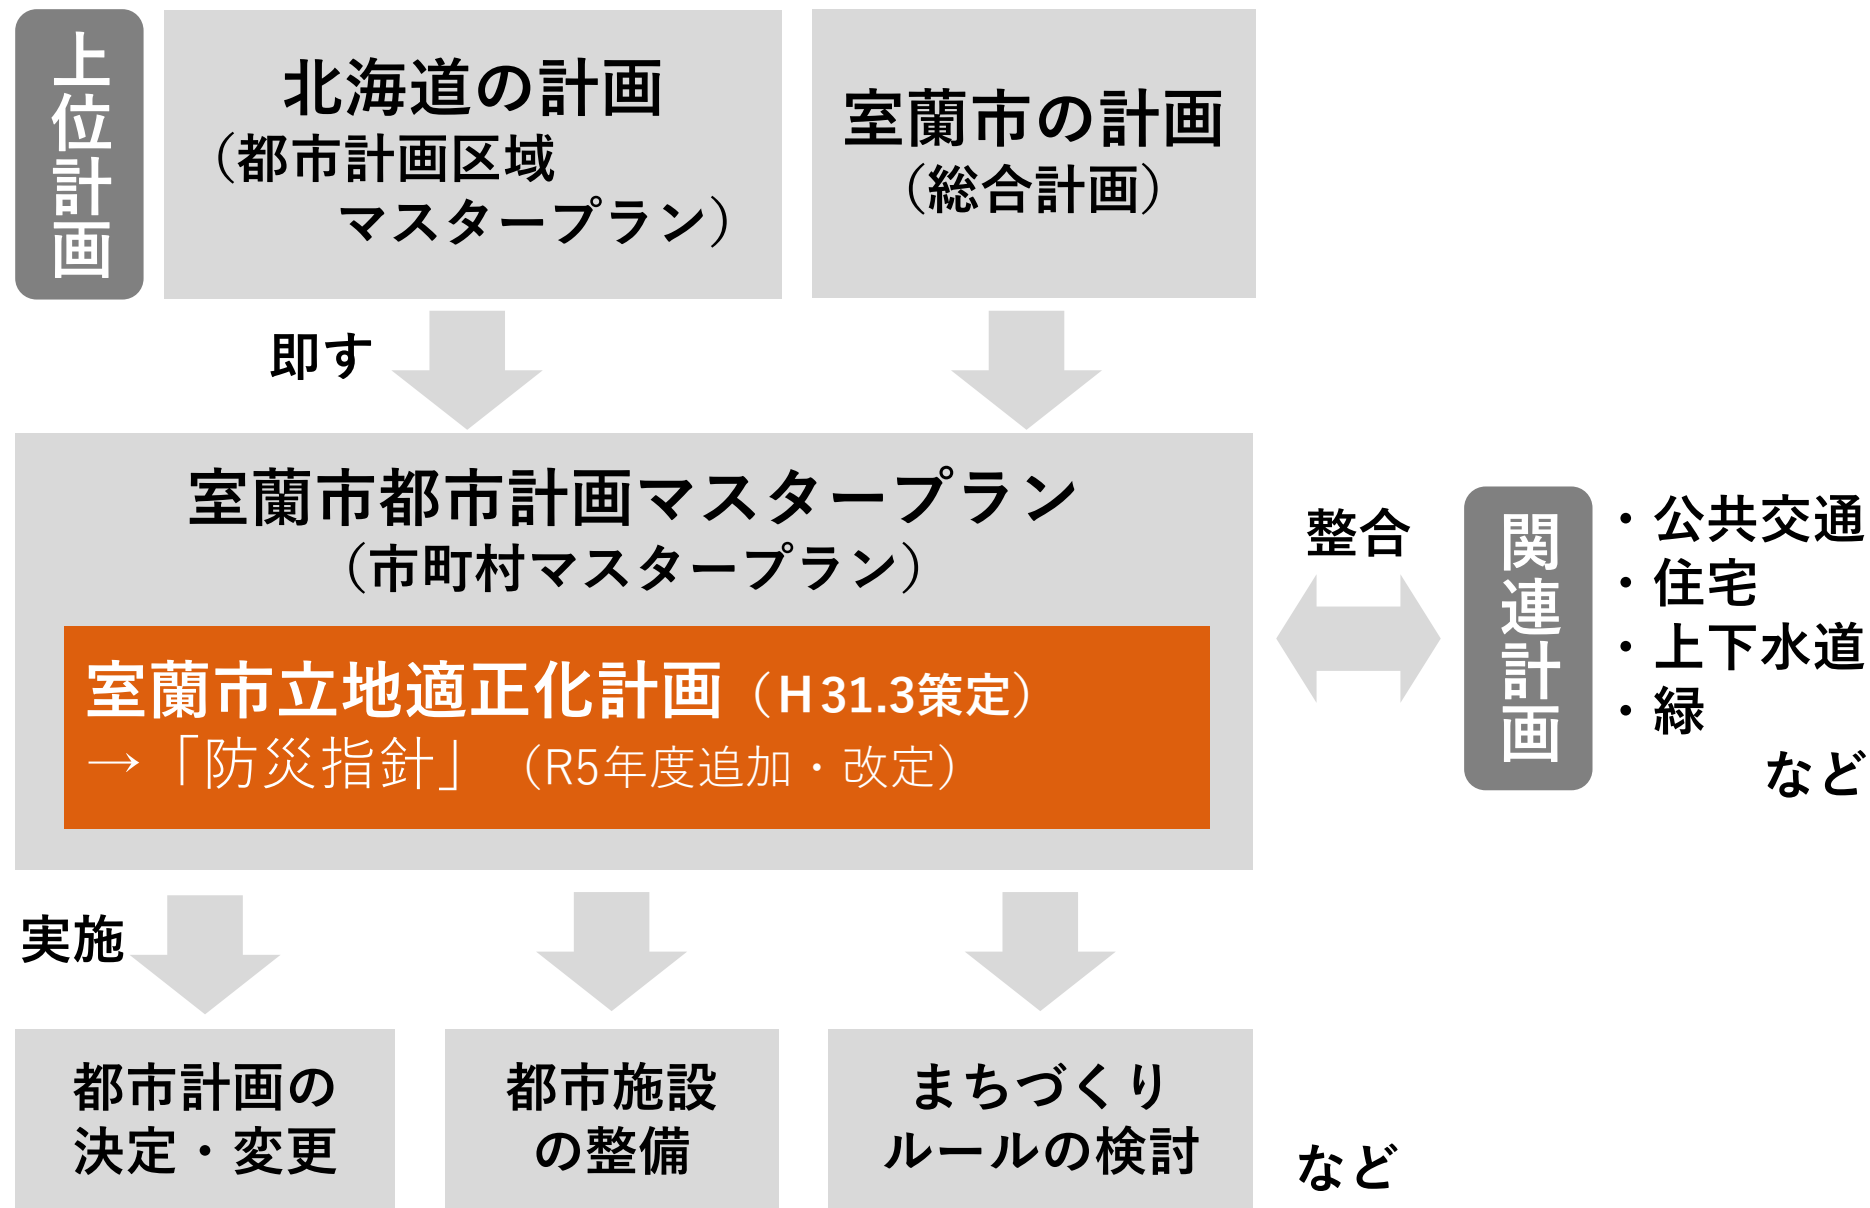 上位計画
北海道の計画
（都市計画区域
マスタープラン）
室蘭市の計画
（総合計画）
即す
室蘭市都市計画マスタープラン
（市町村マスタープラン）
室蘭市立地適正化計画（Ｈ31.3策定）
→「防災指針」（R5年度追加・改定）
整合
関連計画
・公共交通
・住宅
・上下水道
・緑
など
実施
都市計画の
決定・変更
都市施設
の整備
まちづくり
ルールの検討
など